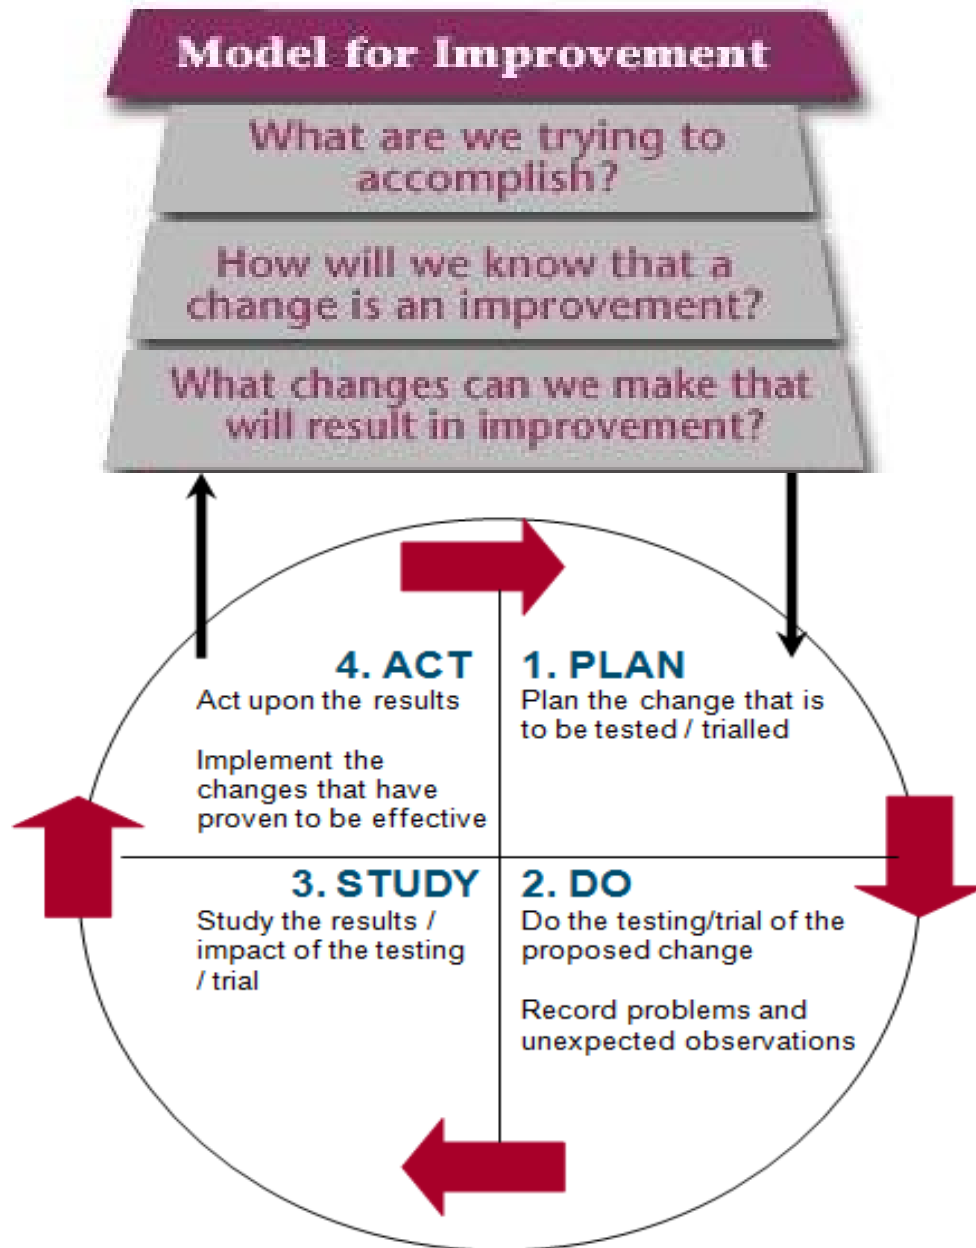 Model for Improvement
What are we trying to
accomplish?
How will we know that a
change is an improvement?
What changes can we make that
will result in improvement?
4. ACT
Act upon the results
Implement the
changes that have
proven to be effective
1. PLAN
Plan the change that is
to be tested / trialled
3. STUDY
Study the results /
impact of the testing
/ trial
2. DO
Do the testing/trial of the
proposed change
Record problems and
unexpected observations